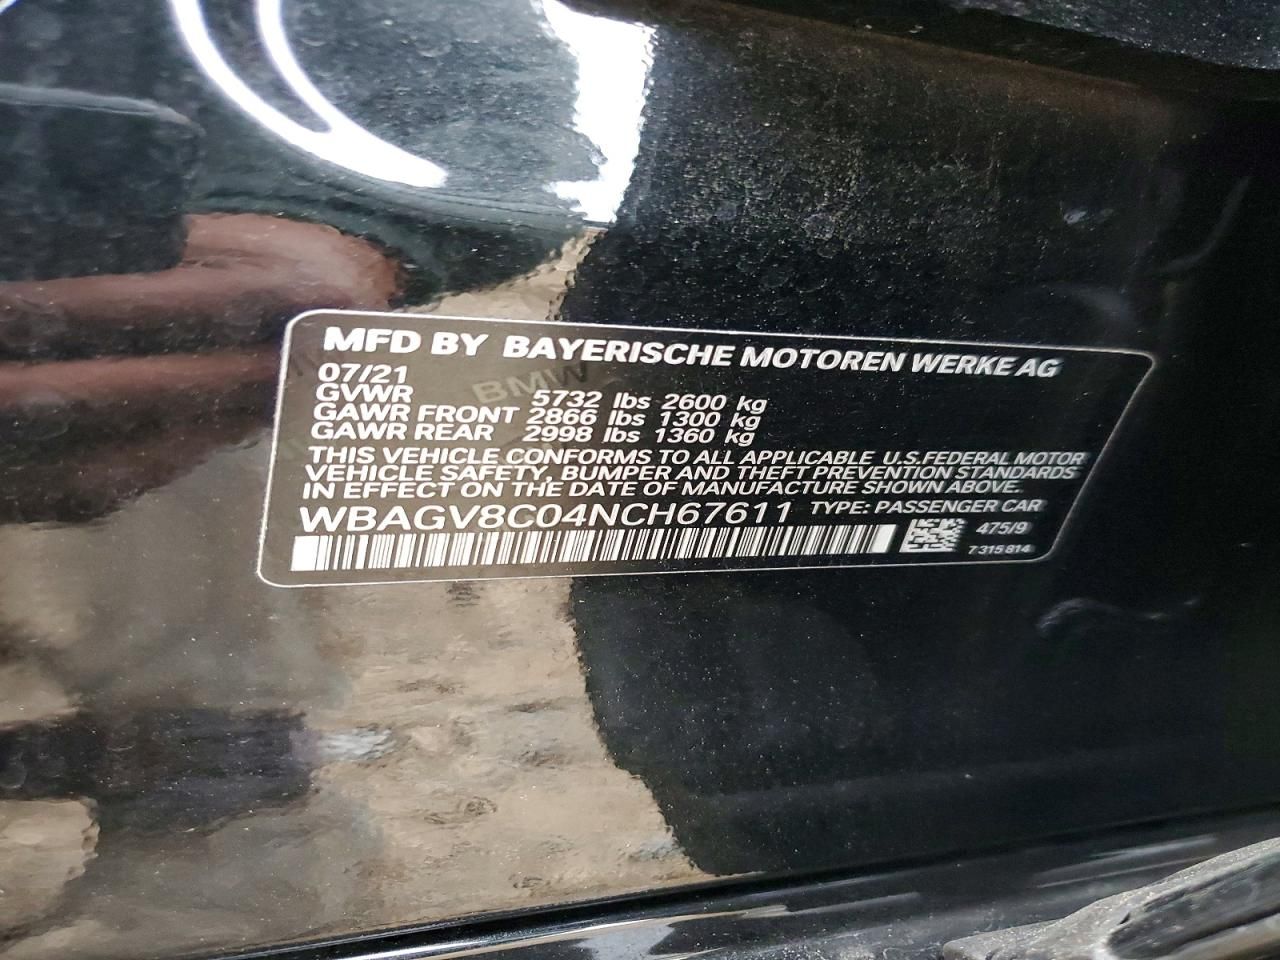 MFD BY BAYERISCHE MOTOREN WERKE AG
07/21
BMW
GVWR 5732 lbs 2600 kg
GAWR FRONT 2866 lbs 1300 kg
GAWR REAR 2998 lbs 1360 kg
THIS VEHICLE CONFORMS TO ALL APPLICABLE U.S.FEDERAL MOTOR
VEHICLE SAFETY, BUMPER AND THEFT PREVENTION STANDARDS
IN EFFECT ON THE DATE OF MANUFACTURE SHOWN ABOVE.
WBAGV8C04NCH67611 TYPE: PASSENGER CAR
475/9
7 315 814